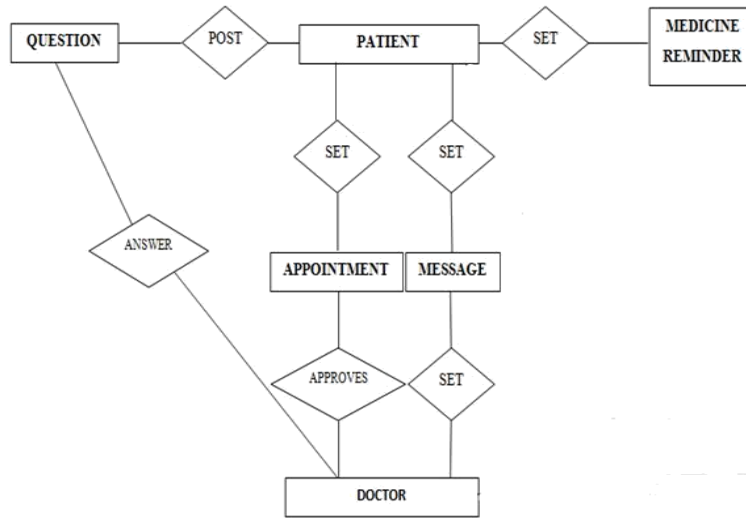 QUESTION
POST
PATIENT
SET
MEDICINE
REMINDER
SET
SET
ANSWER
APPOINTMENT
MESSAGE
APPROVES
SET
DOCTOR